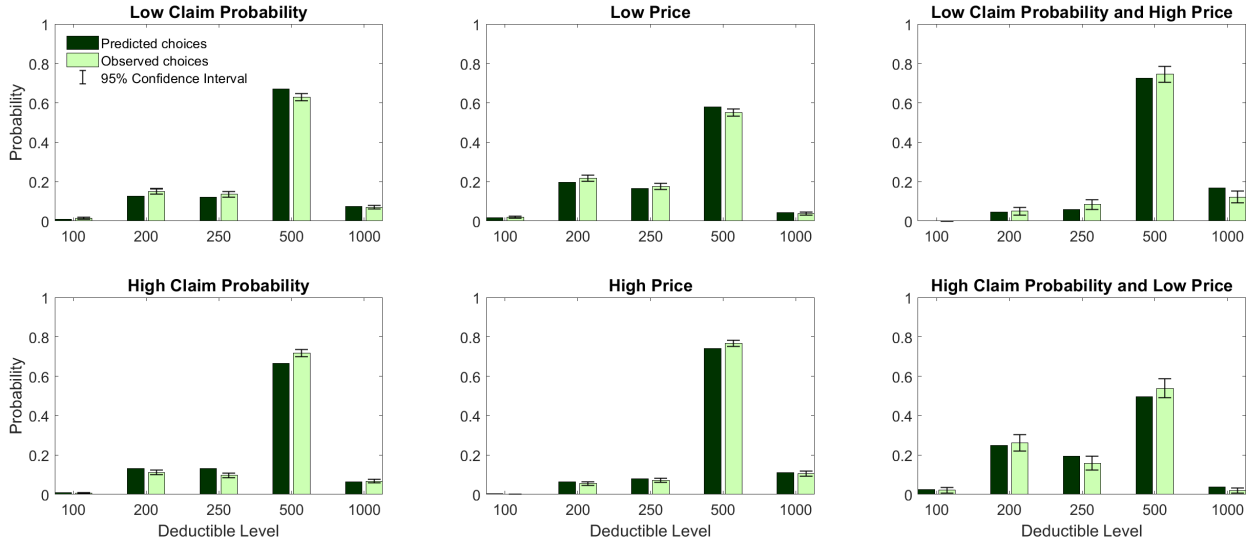 Low Claim Probability
Predicted choices
Observed choices
95% Confidence Interval
Probability
1
0.8
0.6
0.4
0.2
0
100 200 250 500 1000
Low Price
1
0.8
0.6
0.4
0.2
0
100 200 250 500 1000
Low Claim Probability and High Price
1
0.8
0.6
0.4
0.2
0
100 200 250 500 1000
High Claim Probability
Probability
1
0.8
0.6
0.4
0.2
0
100 200 250 500 1000
Deductible Level
High Price
1
0.8
0.6
0.4
0.2
0
100 200 250 500 1000
Deductible Level
High Claim Probability and Low Price
1
0.8
0.6
0.4
0.2
0
100 200 250 500 1000
Deductible Level